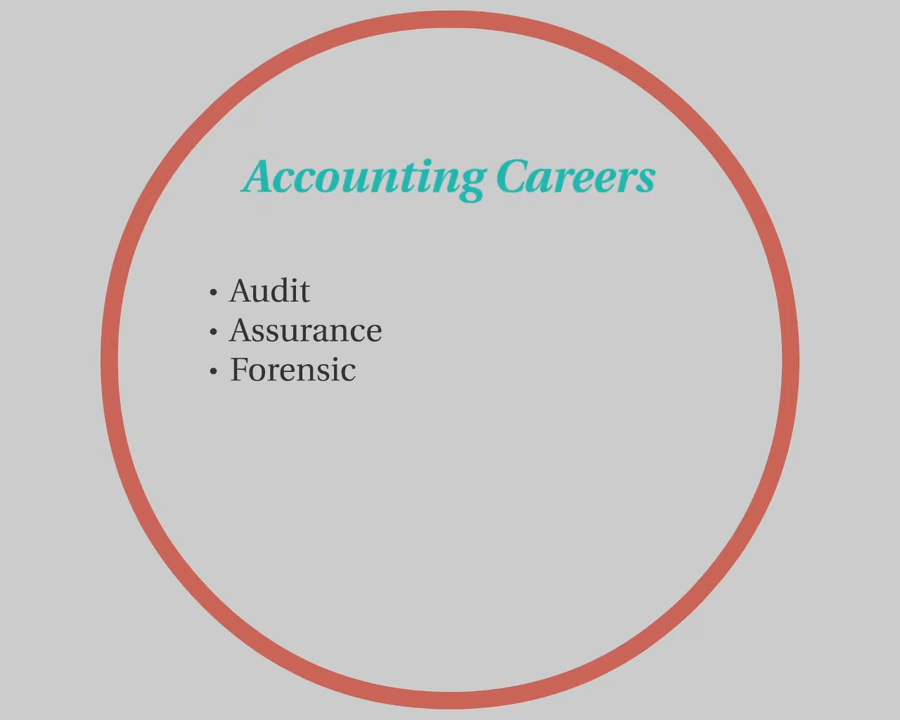 Accounting Careers
• Audit
• Assurance
• Forensic